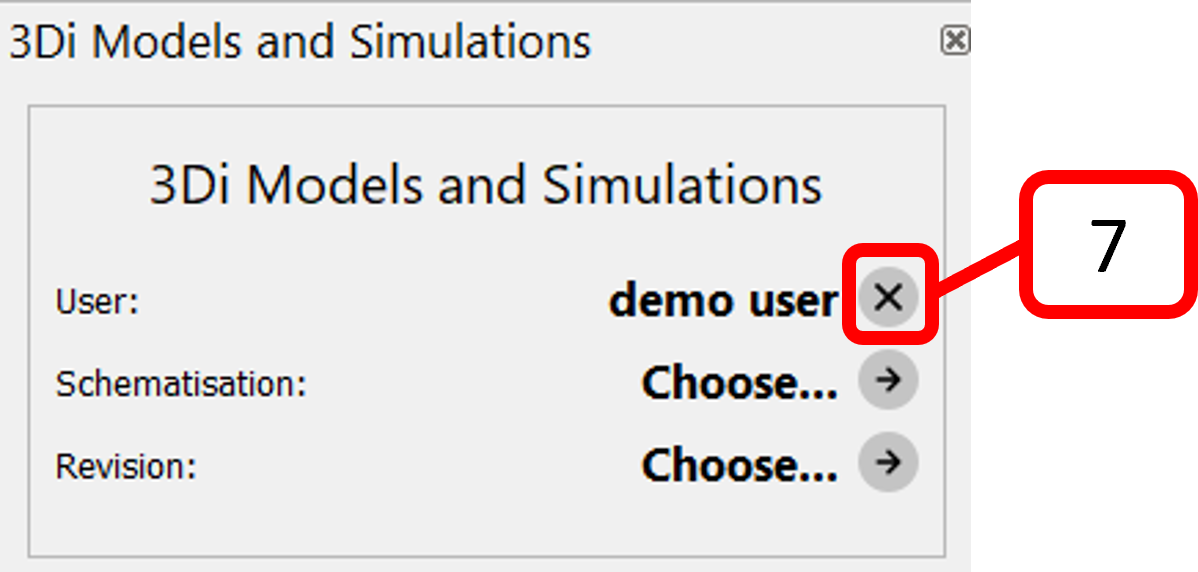 3Di Models and Simulations
3Di Models and Simulations
User: demo user
Schematisation: Choose...
Revision: Choose...
7